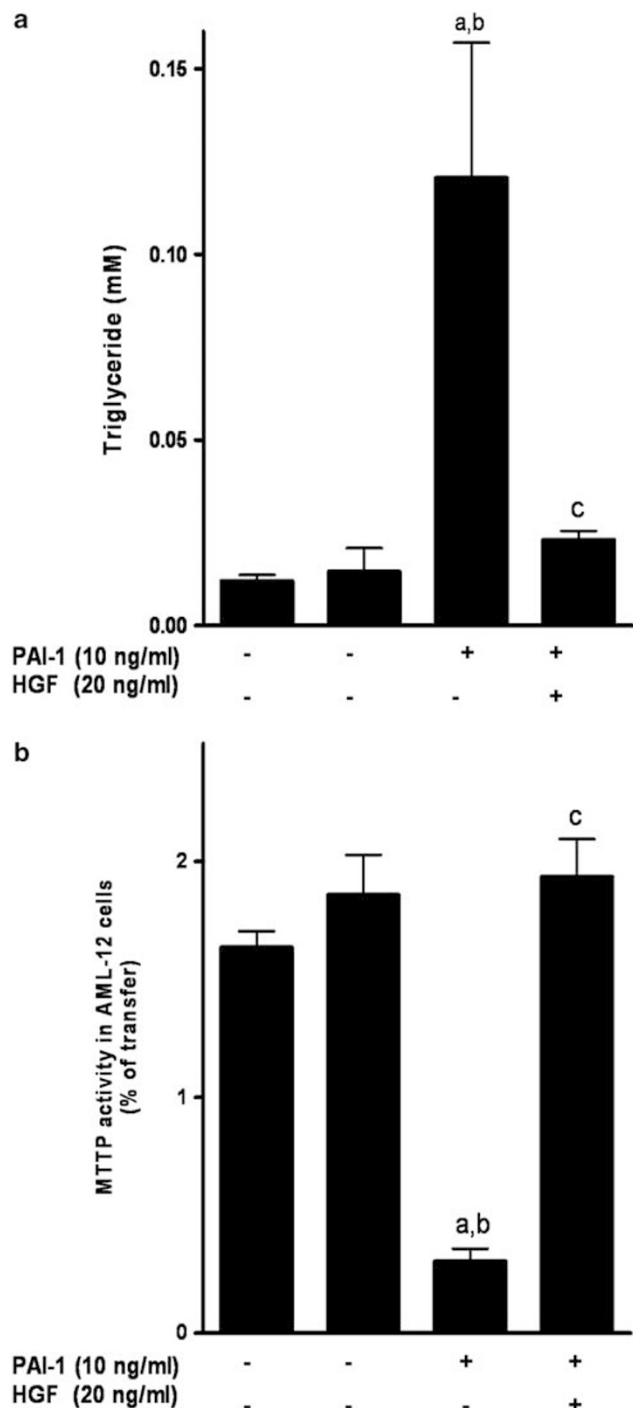 a
a,b
0.15
0.10
Triglyceride (mM)
0.05
c
0.00
PAI-1 (10 ng/ml) - - + +
HGF (20 ng/ml) - - - +
b
c
2
MTTP activity in AML-12 cells
(% of transfer)
1
a,b
0
PAI-1 (10 ng/ml) - - + +
HGF (20 ng/ml) - - - +